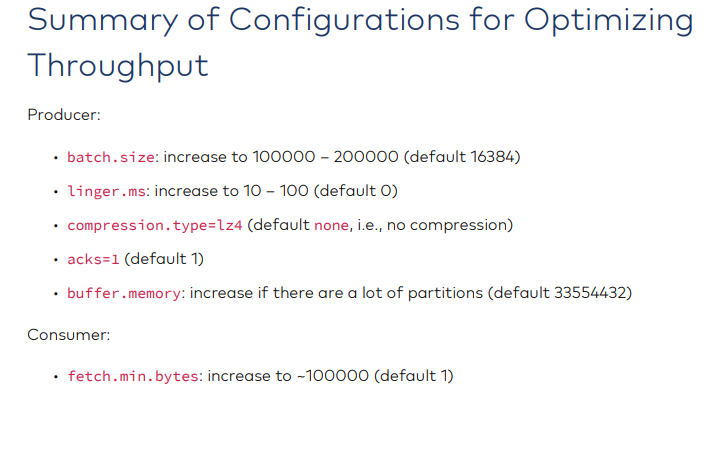 Summary of Configurations for Optimizing
Throughput
Producer:
• batch.size: increase to 100000 – 200000 (default 16384)
• linger.ms: increase to 10 – 100 (default 0)
• compression.type=lz4 (default none, i.e., no compression)
• acks=1 (default 1)
• buffer.memory: increase if there are a lot of partitions (default 33554432)
Consumer:
• fetch.min.bytes: increase to ~100000 (default 1)